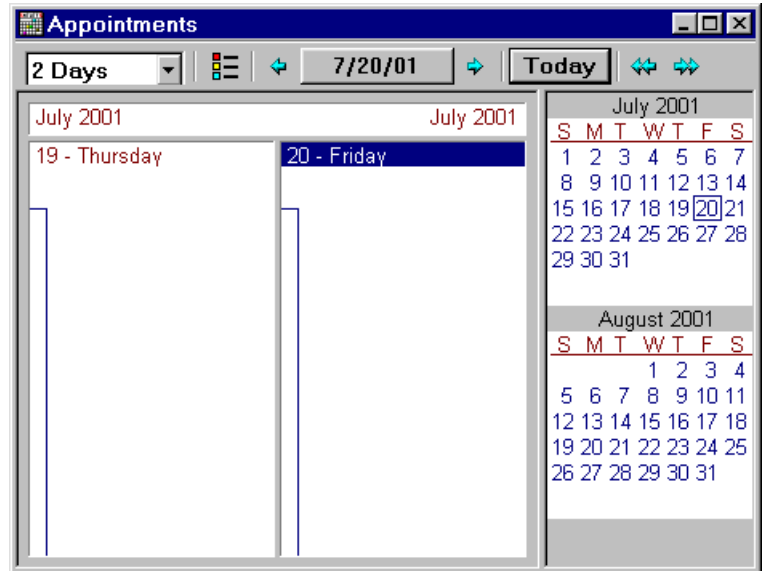 Appointments
2 Days 7/20/01 Today
July 2001 July 2001
19 - Thursday 20 - Friday
July 2001
S M T W T F S
1 2 3 4 5 6 7
8 9 10 11 12 13 14
15 16 17 18 19 20 21
22 23 24 25 26 27 28
29 30 31
August 2001
S M T W T F S
1 2 3 4
5 6 7 8 9 10 11
12 13 14 15 16 17 18
19 20 21 22 23 24 25
26 27 28 29 30 31